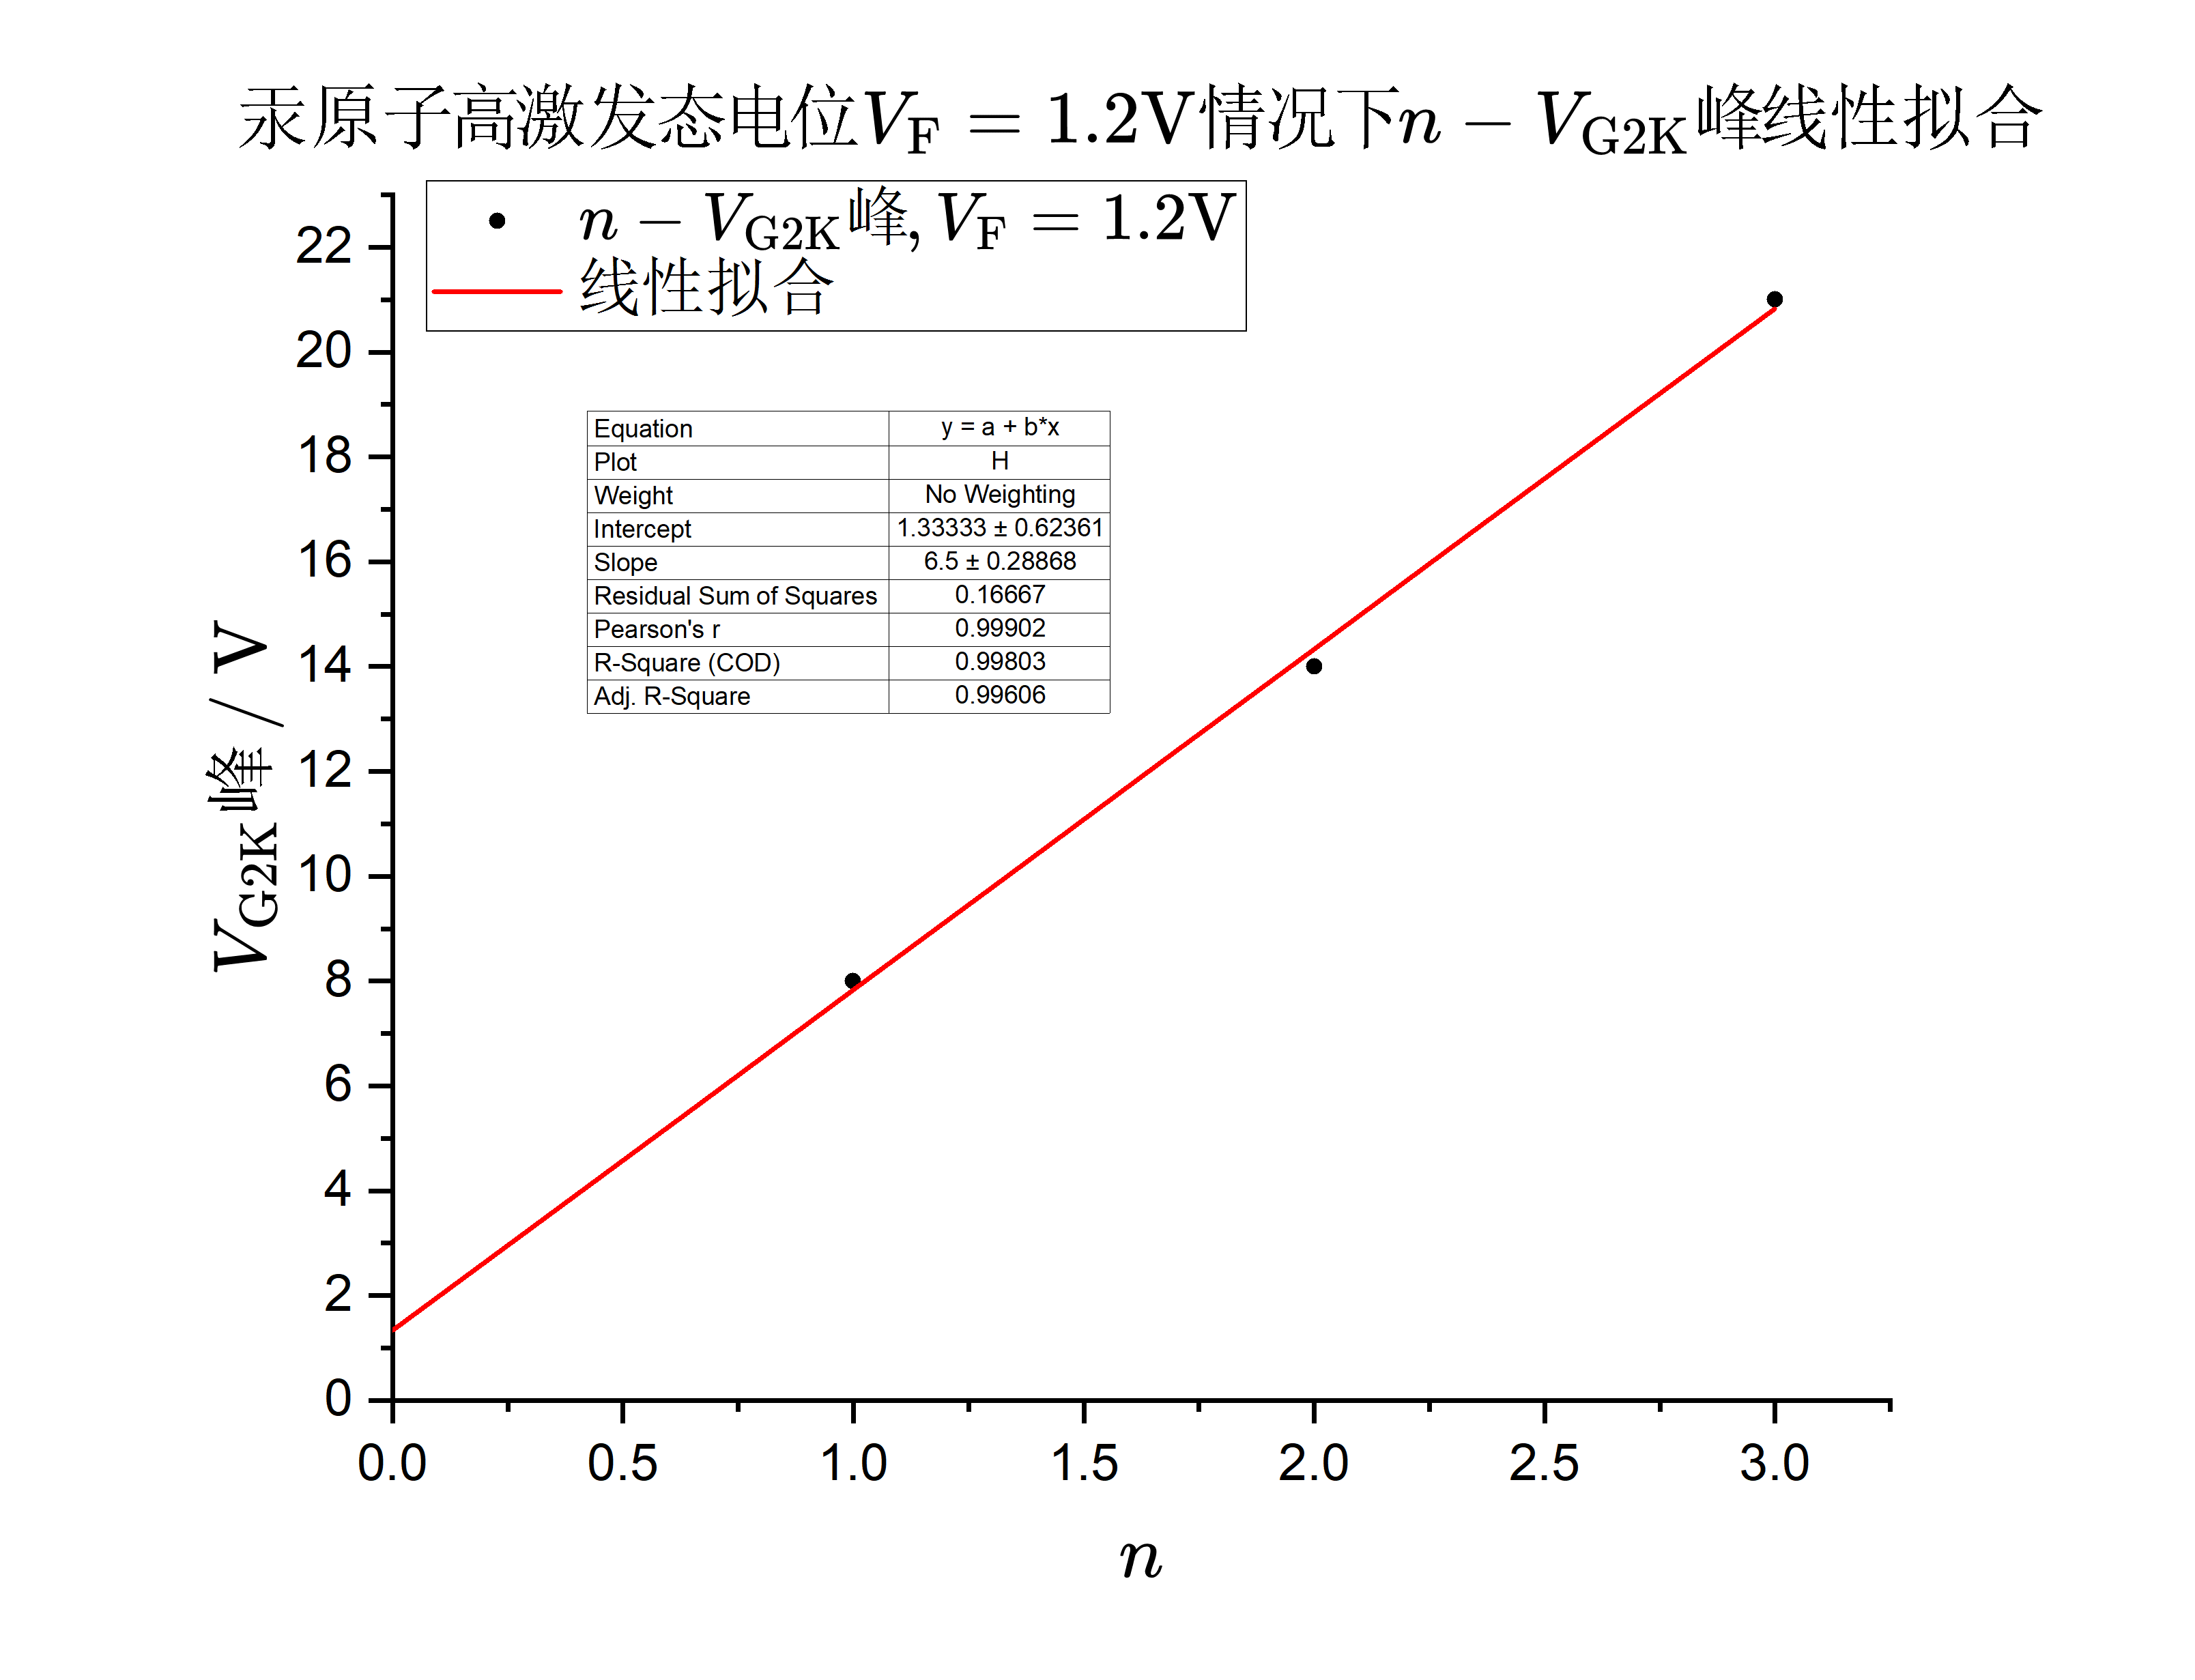 汞原子高激发态电位V_F = 1.2V情况下n − V_G2K峰线性拟合
n − V_G2K峰, V_F = 1.2V
线性拟合
Equation y = a + b*x
Plot H
Weight No Weighting
Intercept 1.33333 ± 0.62361
Slope 6.5 ± 0.28868
Residual Sum of Squares 0.16667
Pearson's r 0.99902
R-Square (COD) 0.99803
Adj. R-Square 0.99606
V_G2K峰 / V
22
20
18
16
14
12
10
8
6
4
2
0
0.0 0.5 1.0 1.5 2.0 2.5 3.0
n